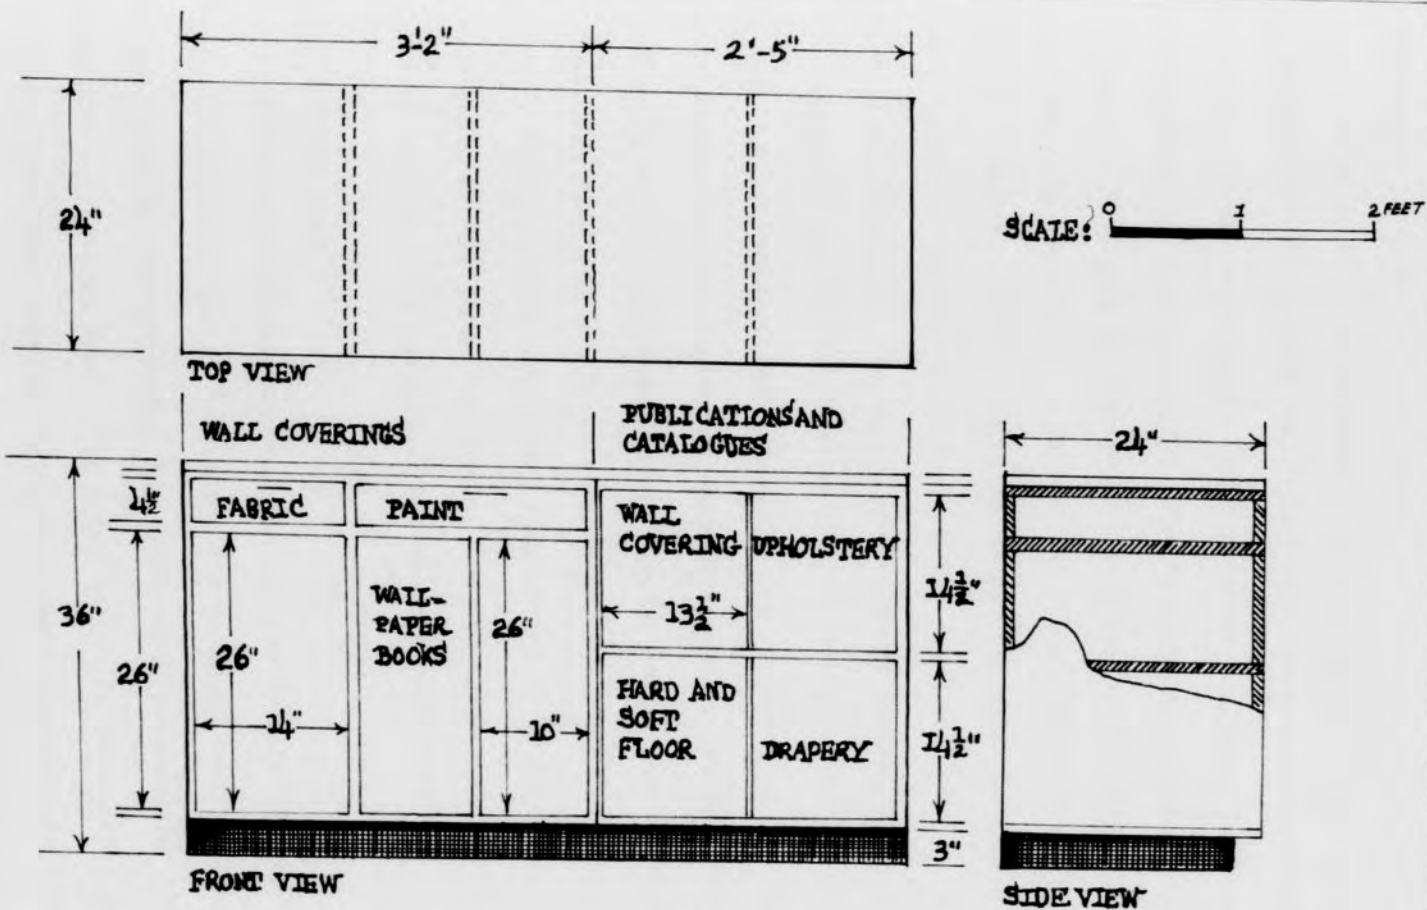 3'-2" 2'-5"
24"
SCALE: 0 1 2 FEET
TOP VIEW
WALL COVERINGS
PUBLICATIONS AND
CATALOGUES
24"
4½"
FABRIC PAINT
WALL
COVERING UPHOLSTERY
36"
26"
26"
WALL-
PAPER
BOOKS
26"
13½"
14½"
14"
10"
HARD AND
SOFT
FLOOR
DRAPERY
14½"
3"
FRONT VIEW
SIDE VIEW